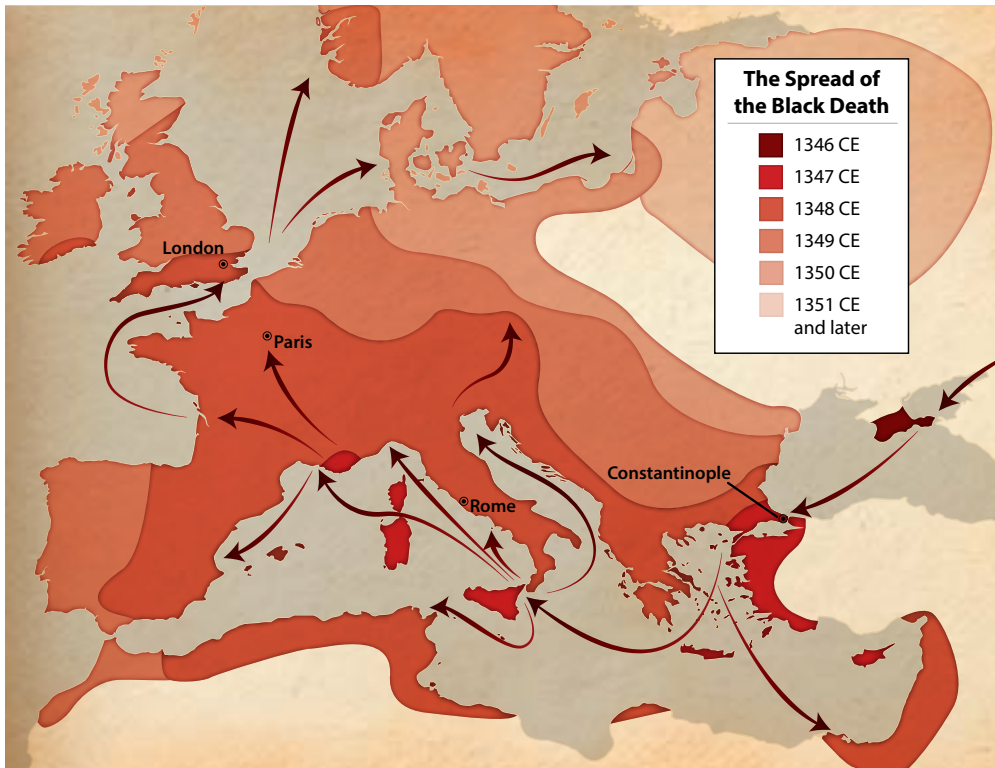 The Spread of
the Black Death
1346 CE
1347 CE
1348 CE
1349 CE
1350 CE
1351 CE
and later
London
Paris
Constantinople
Rome